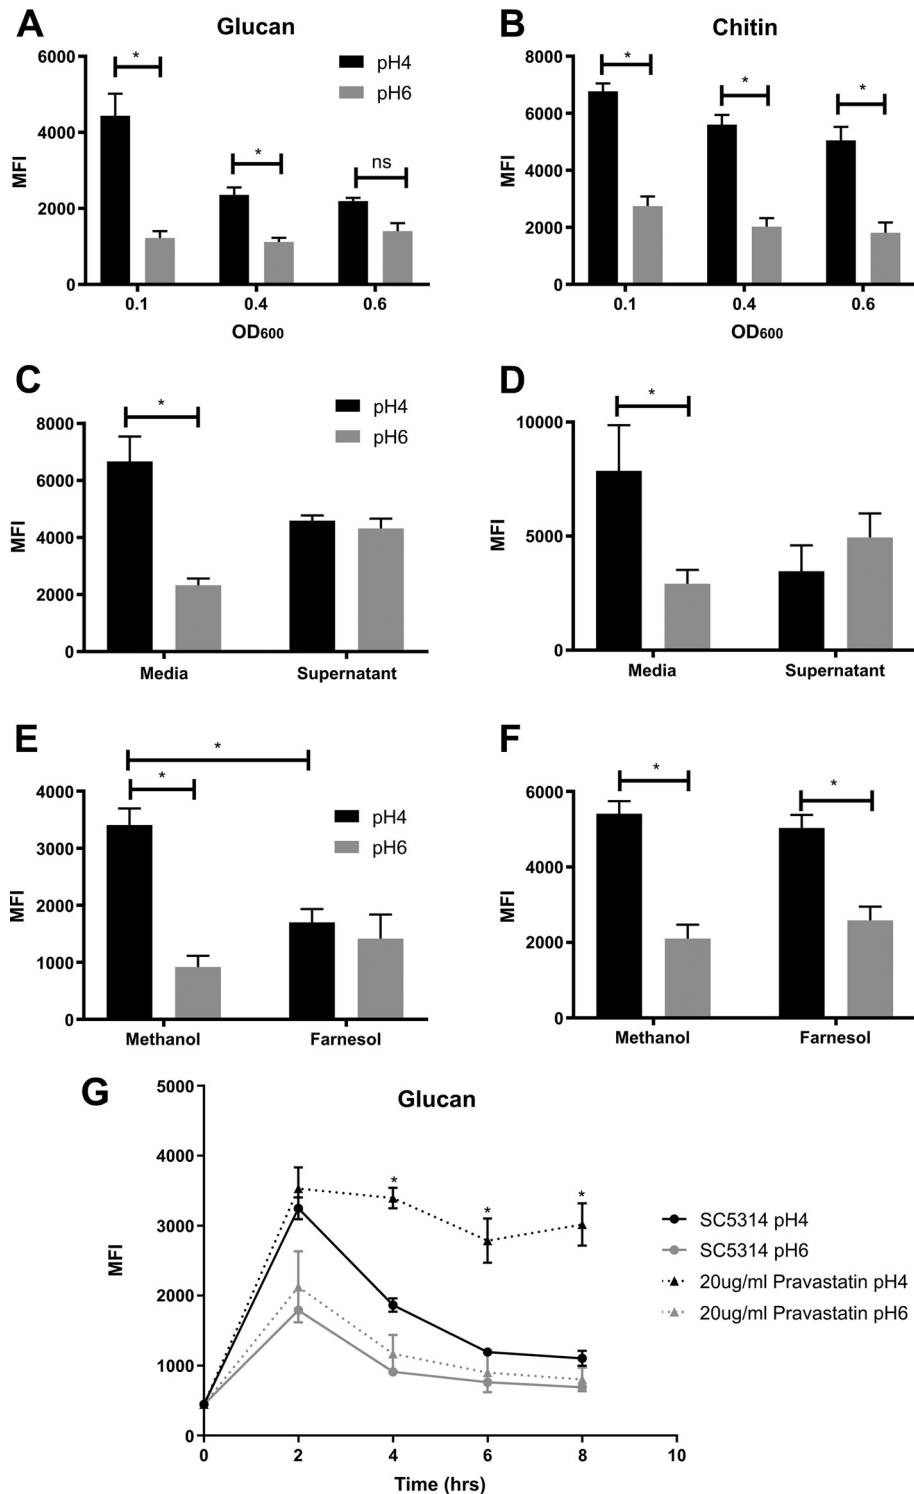 A
Glucan
6000
4000
2000
0
MFI
*
*
ns
pH4
pH6
0.1
0.4
0.6
OD600
B
Chitin
8000
6000
4000
2000
0
MFI
*
*
*
0.1
0.4
0.6
OD600
C
8000
6000
4000
2000
0
MFI
*
pH4
pH6
Media
Supernatant
D
10000
5000
0
MFI
*
Media
Supernatant
E
4000
3000
2000
1000
0
MFI
*
*
pH4
pH6
Methanol
Farnesol
F
6000
4000
2000
0
MFI
*
*
Methanol
Farnesol
G
Glucan
5000
4000
3000
2000
1000
0
MFI
*
*
*
0
2
4
6
8
10
Time (hrs)
SC5314 pH4
SC5314 pH6
20ug/ml Pravastatin pH4
20ug/ml Pravastatin pH6